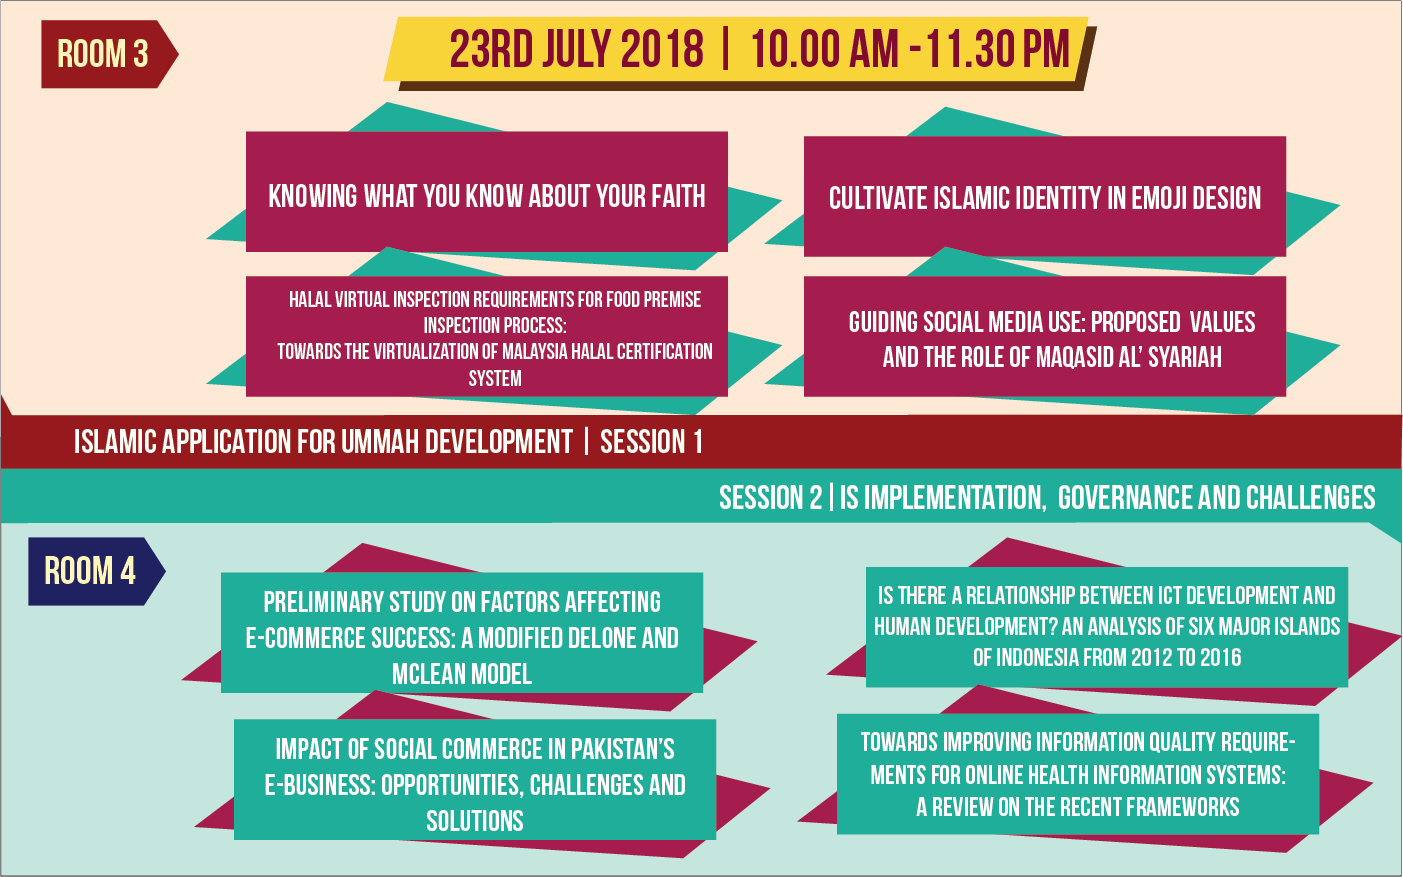 ROOM 3
23RD JULY 2018 | 10.00 AM -11.30 PM
KNOWING WHAT YOU KNOW ABOUT YOUR FAITH
CULTIVATE ISLAMIC IDENTITY IN EMOJI DESIGN
HALAL VIRTUAL INSPECTION REQUIREMENTS FOR FOOD PREMISE
INSPECTION PROCESS:
TOWARDS THE VIRTUALIZATION OF MALAYSIA HALAL CERTIFICATION
SYSTEM
GUIDING SOCIAL MEDIA USE: PROPOSED VALUES
AND THE ROLE OF MAQASID AL' SYARIAH
ISLAMIC APPLICATION FOR UMMAH DEVELOPMENT | SESSION 1
SESSION 2 | IS IMPLEMENTATION, GOVERNANCE AND CHALLENGES
ROOM 4
PRELIMINARY STUDY ON FACTORS AFFECTING
E-COMMERCE SUCCESS: A MODIFIED DELONE AND
MCLEAN MODEL
IS THERE A RELATIONSHIP BETWEEN ICT DEVELOPMENT AND
HUMAN DEVELOPMENT? AN ANALYSIS OF SIX MAJOR ISLANDS
OF INDONESIA FROM 2012 TO 2016
IMPACT OF SOCIAL COMMERCE IN PAKISTAN'S
E-BUSINESS: OPPORTUNITIES, CHALLENGES AND
SOLUTIONS
TOWARDS IMPROVING INFORMATION QUALITY REQUIRE-
MENTS FOR ONLINE HEALTH INFORMATION SYSTEMS:
A REVIEW ON THE RECENT FRAMEWORKS